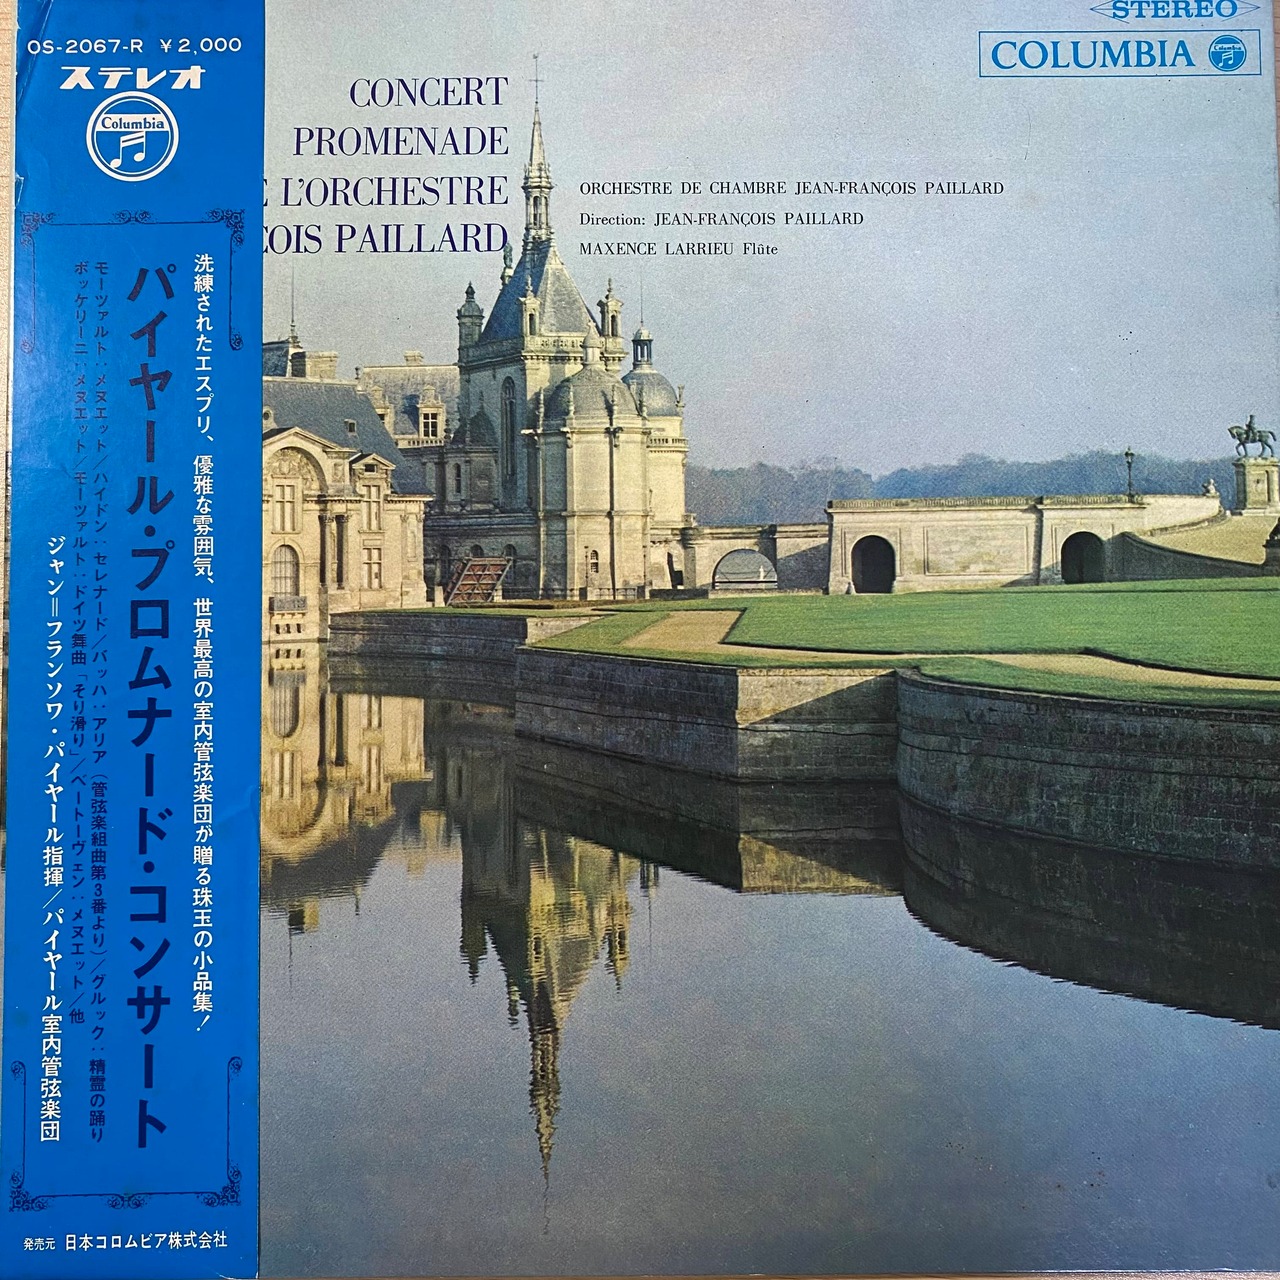 OS-2067-R ¥2,000
ステレオ
Columbia
洗練されたエスプリ、優雅な雰囲気、世界最高の室内管弦楽団が贈る珠玉の小品集！
パイヤール・プロムナード・コンサート
モーツァルト：メヌエット／ハイドン：セレナード／バッハ：アリア（管弦楽組曲第3番より）／グルック：精霊の踊り
ボッケリーニ：メヌエット／モーツァルト：ドイツ舞曲「そり滑り」／ベートーヴェン：メヌエット／他
ジャン＝フランソワ・パイヤール指揮／パイヤール室内管弦楽団
発売元 日本コロムビア株式会社
CONCERT
PROMENADE
E L'ORCHESTRE
ÇOIS PAILLARD
ORCHESTRE DE CHAMBRE JEAN-FRANÇOIS PAILLARD
Direction: JEAN-FRANÇOIS PAILLARD
MAXENCE LARRIEU Flûte
STEREO
COLUMBIA